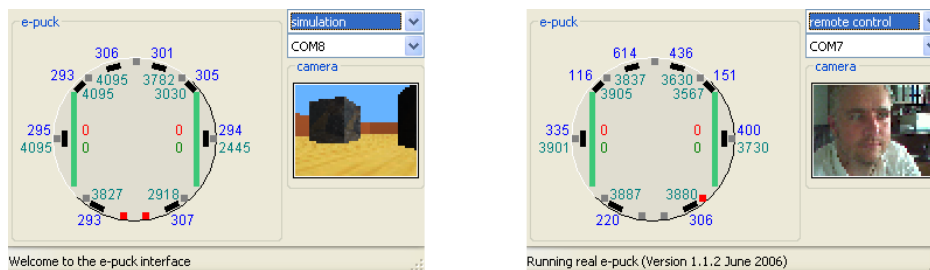 e-puck
simulation
COM8
camera
306 301
293 4095 3782 305
4095 3030
295 0 0 294
4095 0 0 2445
3827 2918
293 307
Welcome to the e-puck interface
e-puck
remote control
COM7
camera
614 436
116 3837 3630 151
3905 3567
335 0 0 400
3901 0 0 3730
3887 3880
220 306
Running real e-puck (Version 1.1.2 June 2006)